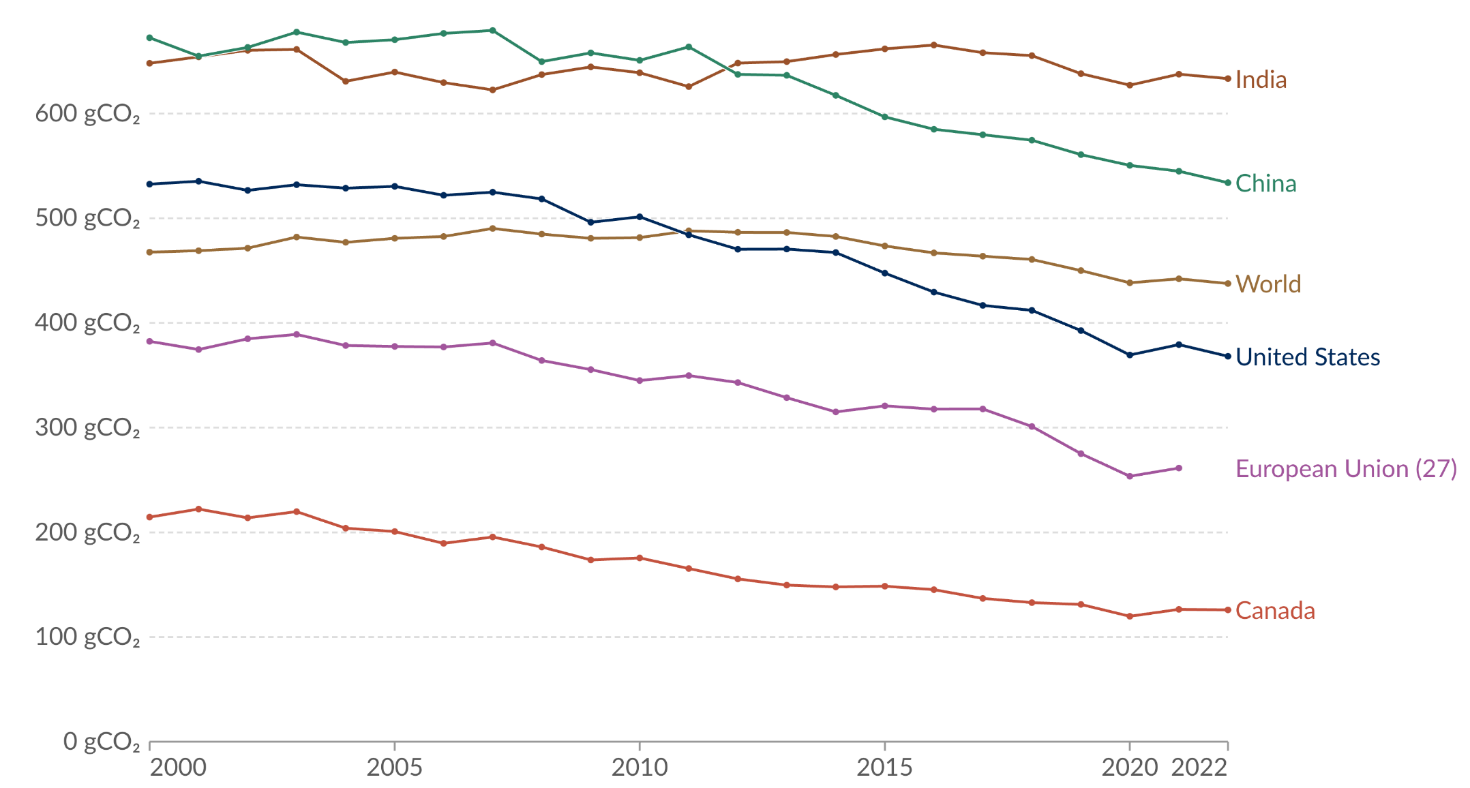 India
600 gCO₂
China
500 gCO₂
World
400 gCO₂
United States
300 gCO₂
European Union (27)
200 gCO₂
Canada
100 gCO₂
0 gCO₂
2000 2005 2010 2015 2020 2022